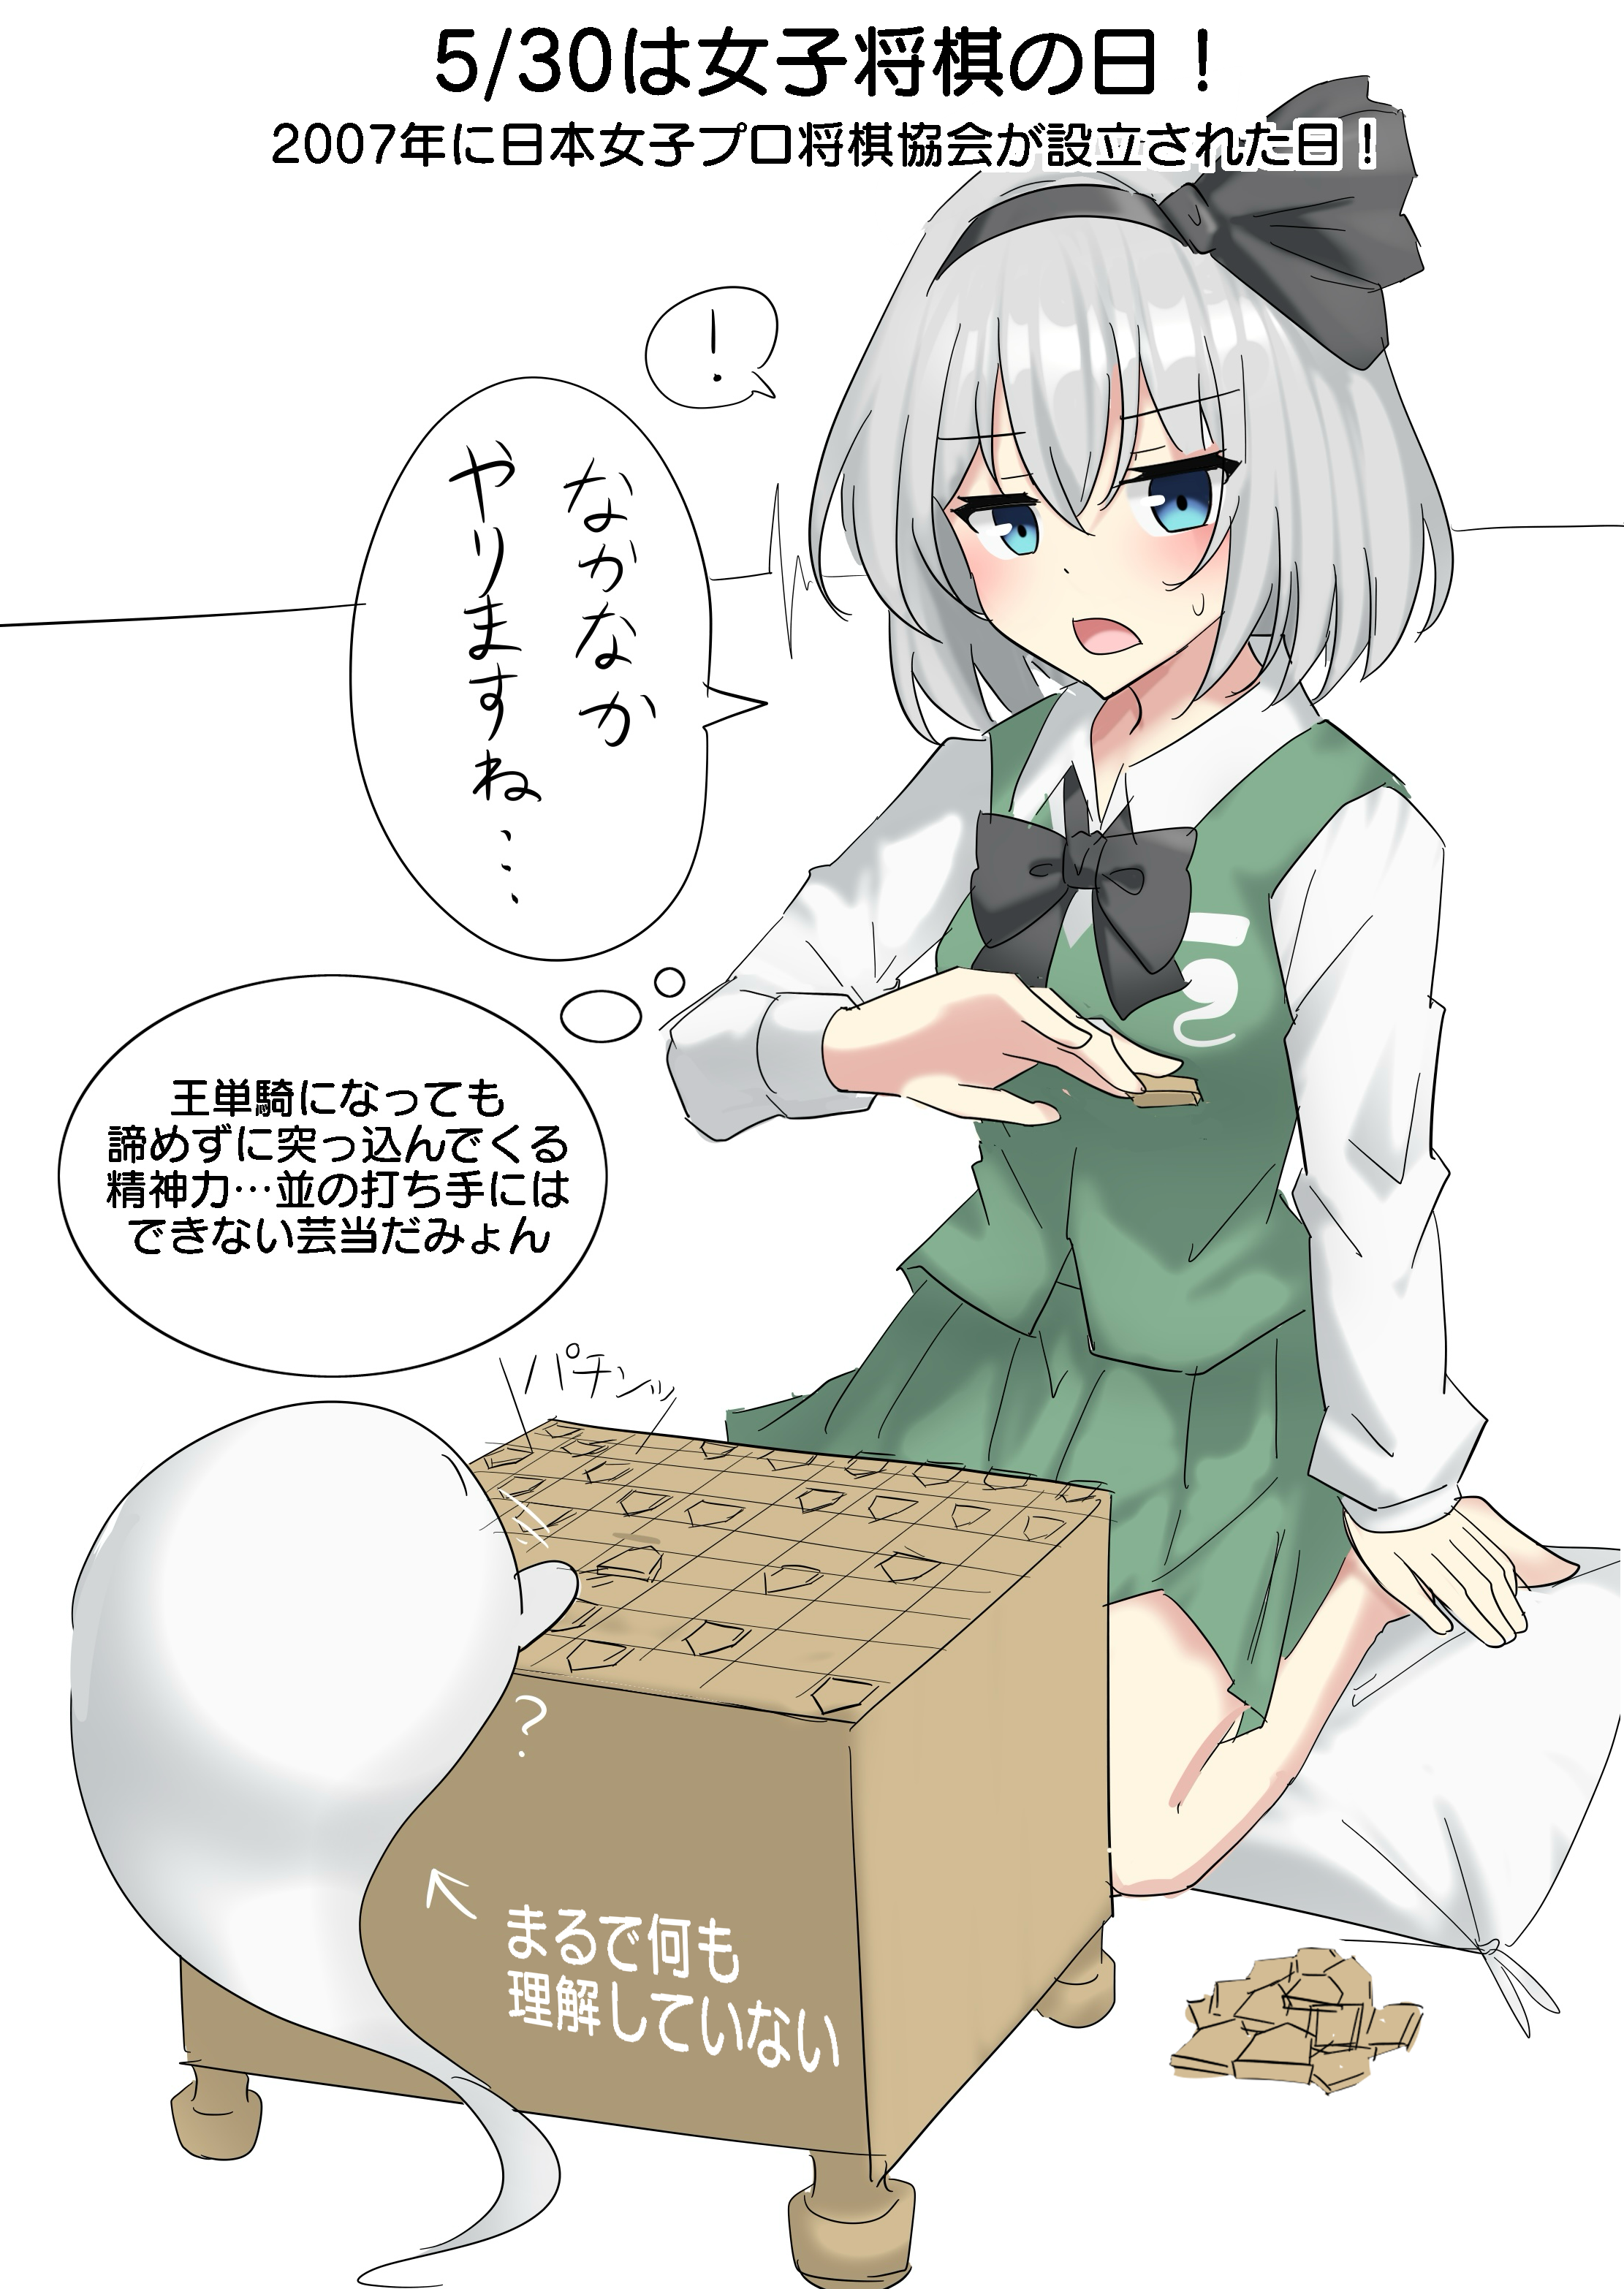 5/30は女子将棋の日！
2007年に日本女子プロ将棋協会が設立された日！
！
なかなか
やりますね…
王単騎になっても
諦めずに突っ込んでくる
精神力…並の打ち手には
できない芸当だみょん
パチンッ
？
まるで何も
理解していない